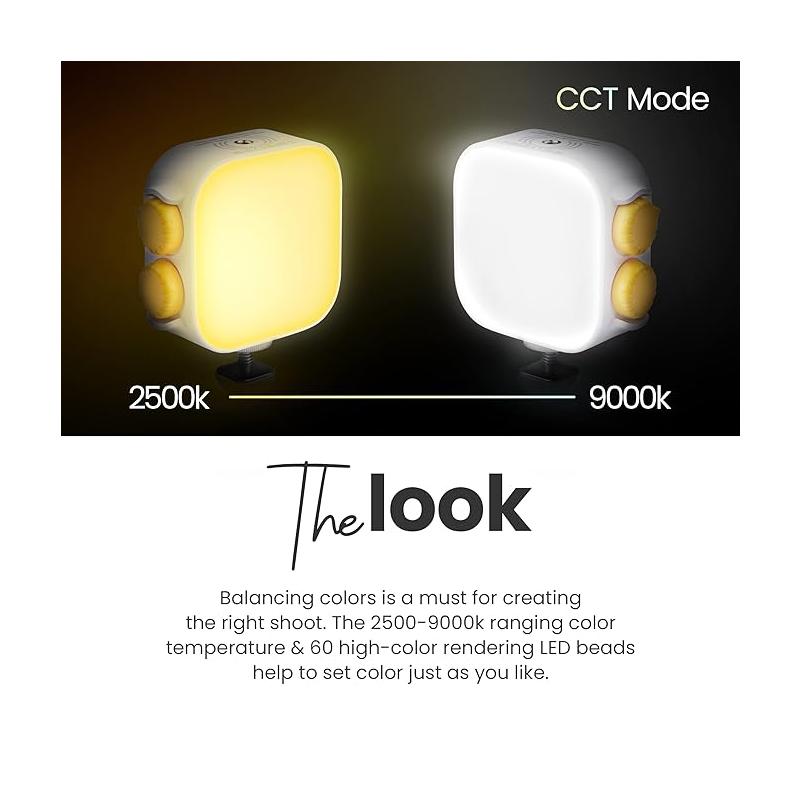 CCT Mode
2500k
9000k
The look
Balancing colors is a must for creating
the right shoot. The 2500-9000k ranging color
temperature & 60 high-color rendering LED beads
help to set color just as you like.